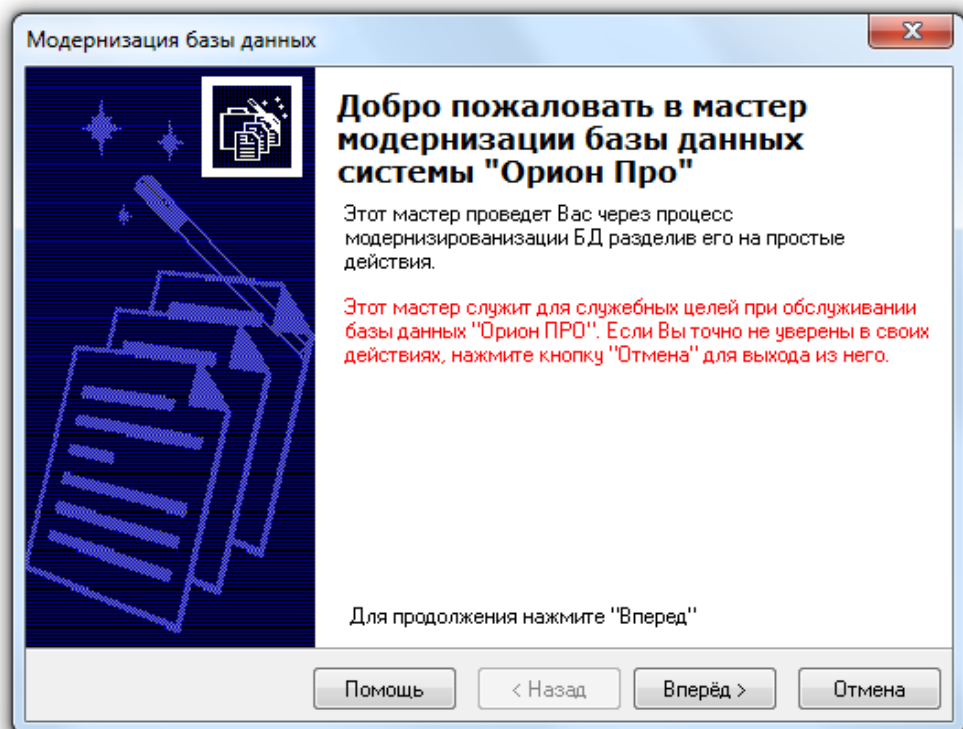 Модернизация базы данных
Добро пожаловать в мастер
модернизации базы данных
системы "Орион Про"
Этот мастер проведет Вас через процесс
модернизированизации БД разделив его на простые
действия.
Этот мастер служит для служебных целей при обслуживании
базы данных "Орион ПРО". Если Вы точно не уверены в своих
действиях, нажмите кнопку "Отмена" для выхода из него.
Для продолжения нажмите "Вперед"
Помощь
< Назад
Вперёд >
Отмена